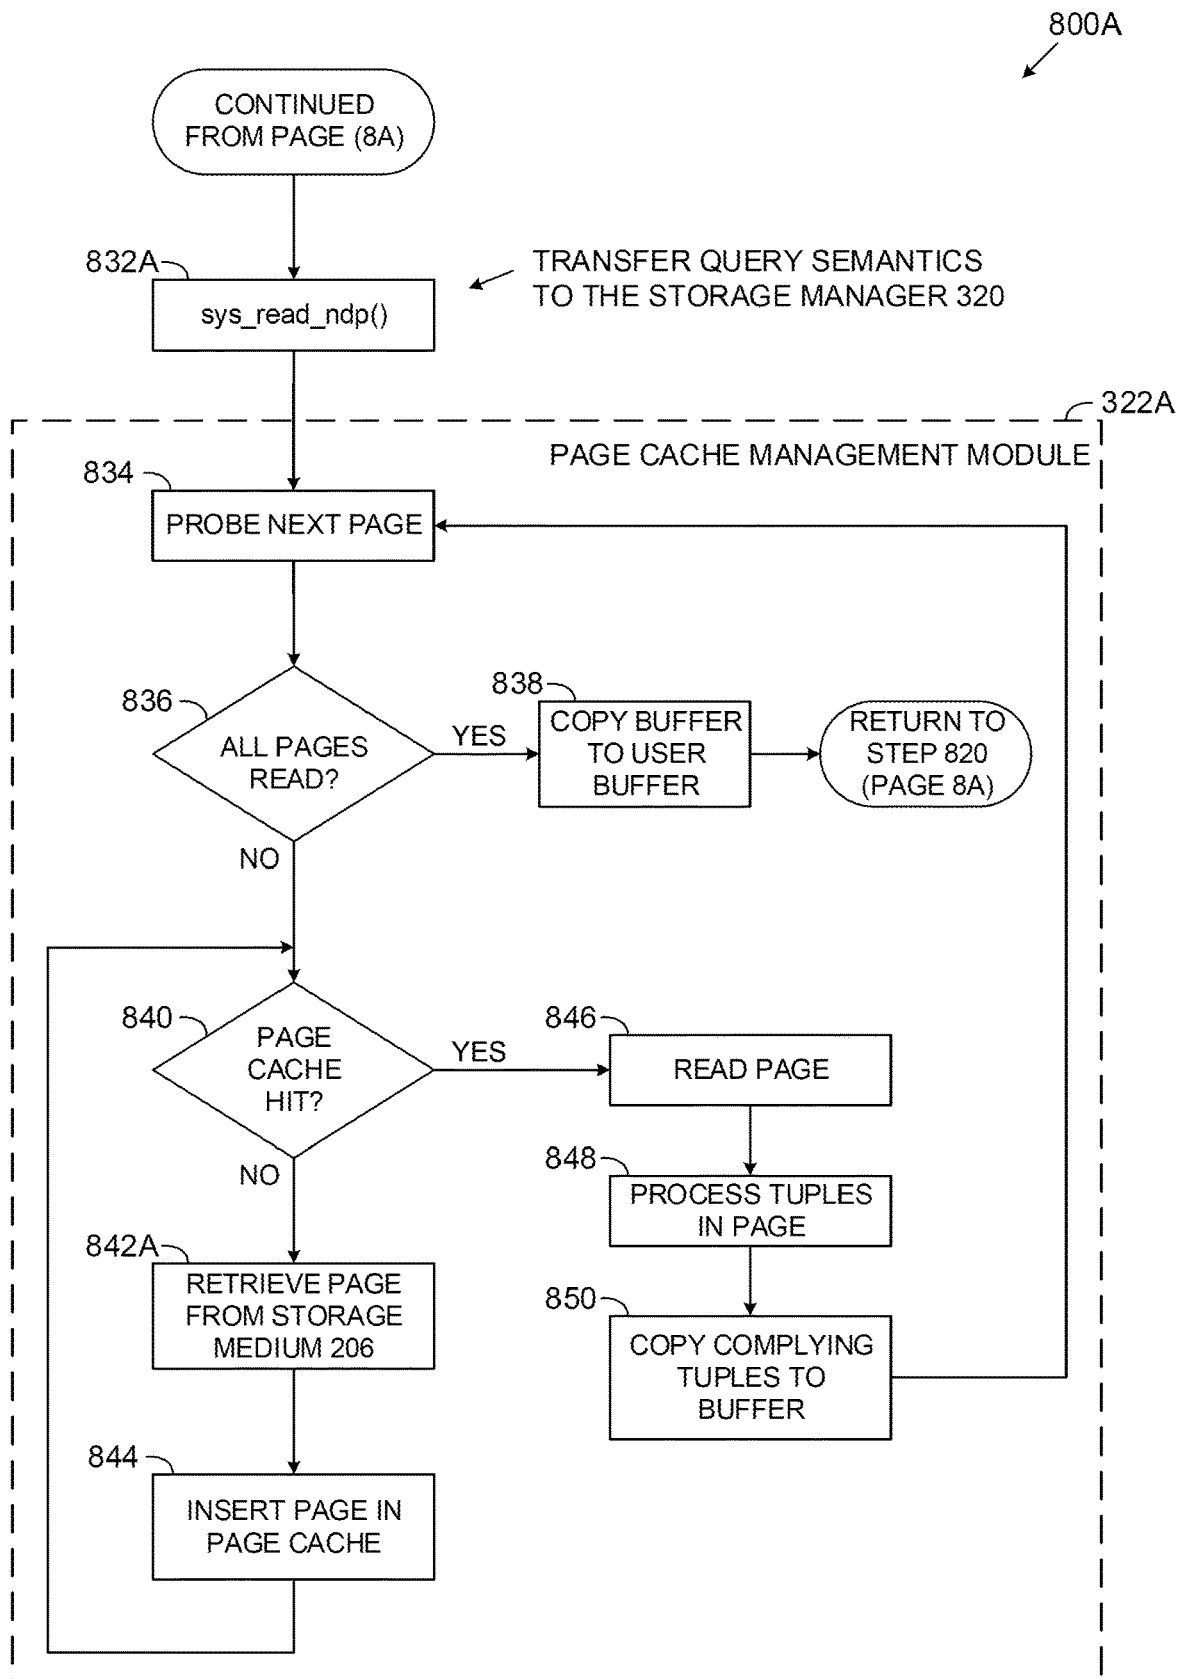 800A
CONTINUED
FROM PAGE (8A)
832A
sys_read_ndp()
TRANSFER QUERY SEMANTICS
TO THE STORAGE MANAGER 320
322A
PAGE CACHE MANAGEMENT MODULE
834
PROBE NEXT PAGE
836
ALL PAGES
READ?
YES
NO
838
COPY BUFFER
TO USER
BUFFER
RETURN TO
STEP 820
(PAGE 8A)
840
PAGE
CACHE
HIT?
YES
NO
846
READ PAGE
848
PROCESS TUPLES
IN PAGE
850
COPY COMPLYING
TUPLES TO
BUFFER
842A
RETRIEVE PAGE
FROM STORAGE
MEDIUM 206
844
INSERT PAGE IN
PAGE CACHE